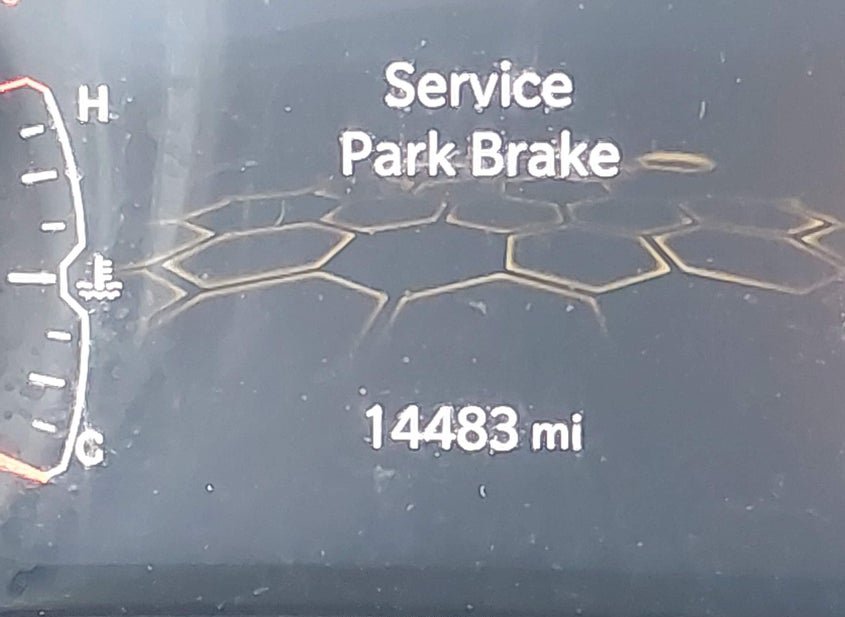 H
Service
Park Brake
14483 mi
C